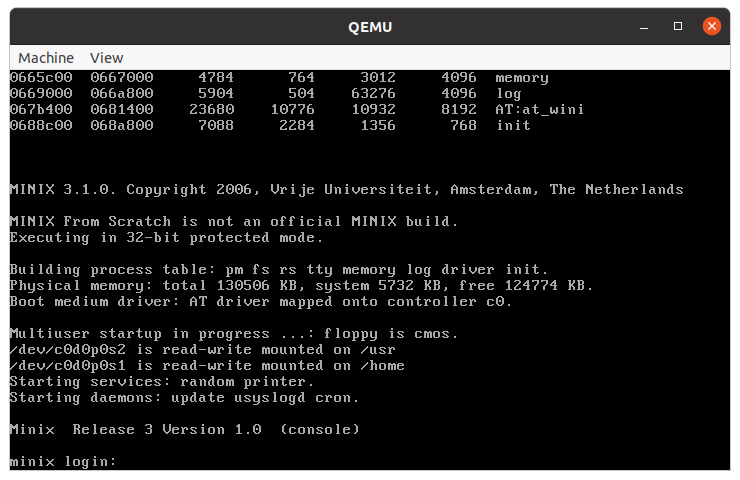 QEMU
Machine View
0665c00 0667000 4784 764 3012 4096 memory
0669000 066a800 5904 504 63276 4096 log
067b400 0681400 23680 10776 10932 8192 AT:at_wini
0688c00 068a800 7088 2284 1356 768 init
MINIX 3.1.0. Copyright 2006, Vrije Universiteit, Amsterdam, The Netherlands
MINIX From Scratch is not an official MINIX build.
Executing in 32-bit protected mode.
Building process table: pm fs rs tty memory log driver init.
Physical memory: total 130506 KB, system 5732 KB, free 124774 KB.
Boot medium driver: AT driver mapped onto controller c0.
Multiuser startup in progress ...: floppy is cmos.
/dev/c0d0p0s2 is read-write mounted on /usr
/dev/c0d0p0s1 is read-write mounted on /home
Starting services: random printer.
Starting daemons: update usyslogd cron.
Minix  Release 3 Version 1.0  (console)
minix login: